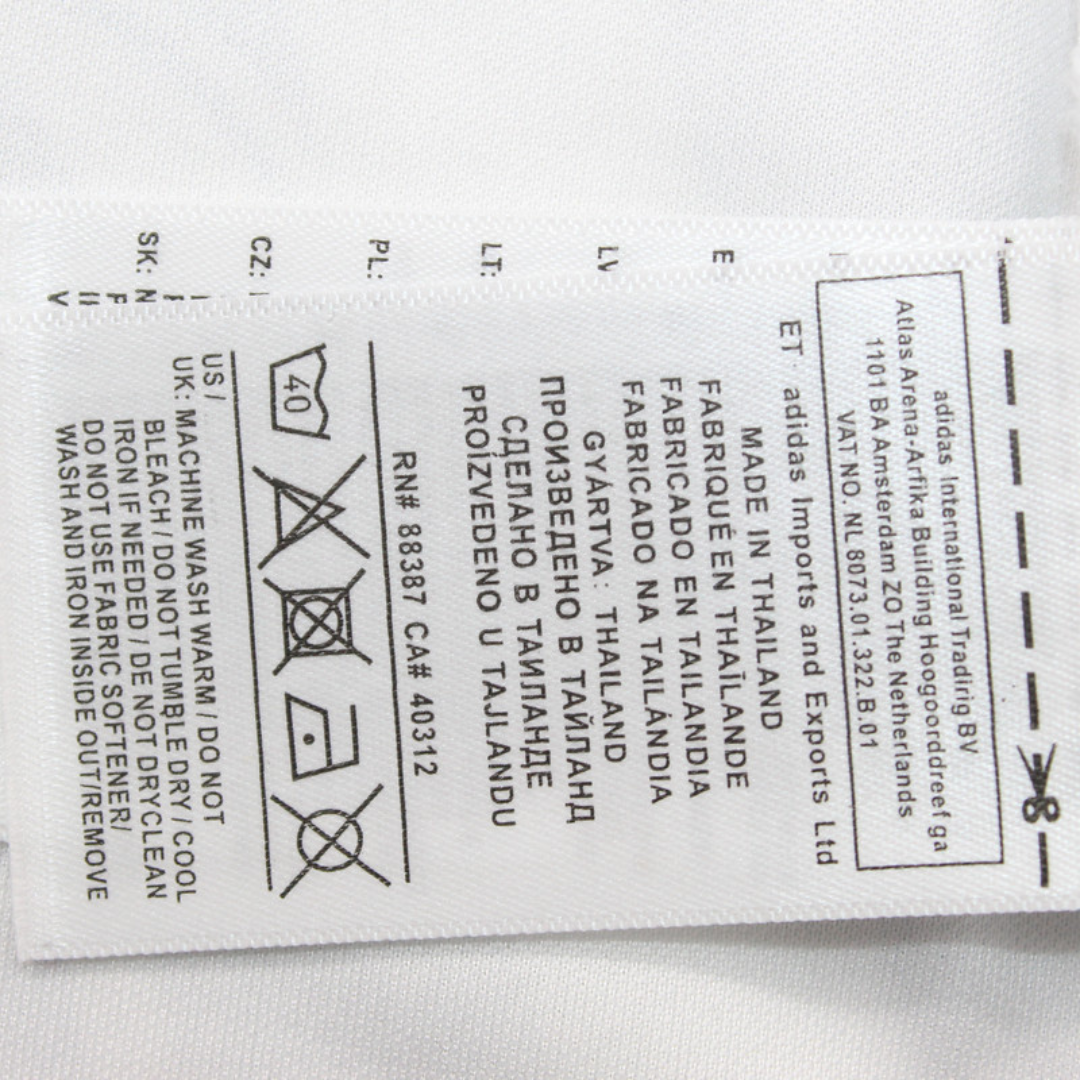 adidas International Tradirig BV
Atlas Arena-Arfika Building Hoogoorddreef ga
1101 BA Amsterdam ZO The Netherlands
VAT NO. NL 8073.01.322.B.01
ET· adidas Imports and Exports Ltd
MADE IN THAILAND
FABRIQUÉ EN THAÏLANDE
FABRICADO EN TAILANDIA
FABRICADO NA TAILÁNDIA
GYÁRTVA: THAILAND
ПРОИЗВЕДЕНО В ТАЙЛАНД
СДЕЛАНО В ТАИЛАНДЕ
PROÍZVEDENO U TAJLANDU
RN# 88387 CA# 40312
40
US /
UK: MACHINE WASH WARM / DO NOT
BLEACH / DO NOT TUMBLE DRY / COOL
IRON IF NEEDED / DE NOT DRYCLEAN
DO NOT USE FABRIC SOFTENER/
WASH AND IRON INSIDE OUT/REMOVE
E
LV
LT:
PL:
CZ:
SK: N